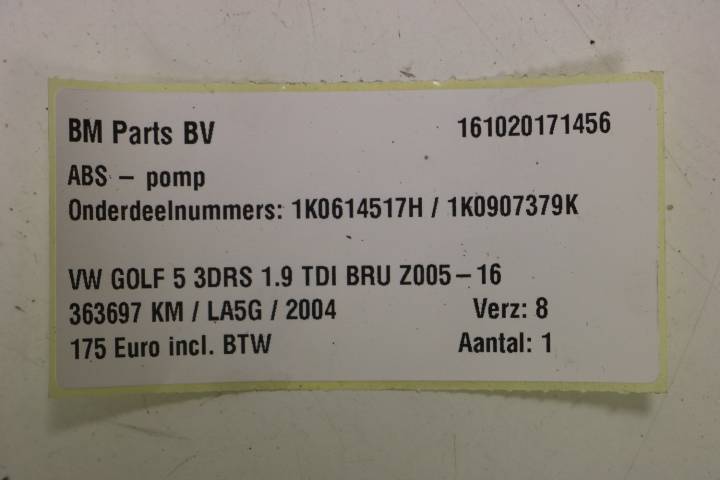 BM Parts BV 161020171456
ABS – pomp
Onderdeelnummers: 1K0614517H / 1K0907379K
VW GOLF 5 3DRS 1.9 TDI BRU Z005–16
363697 KM / LA5G / 2004 Verz: 8
175 Euro incl. BTW Aantal: 1